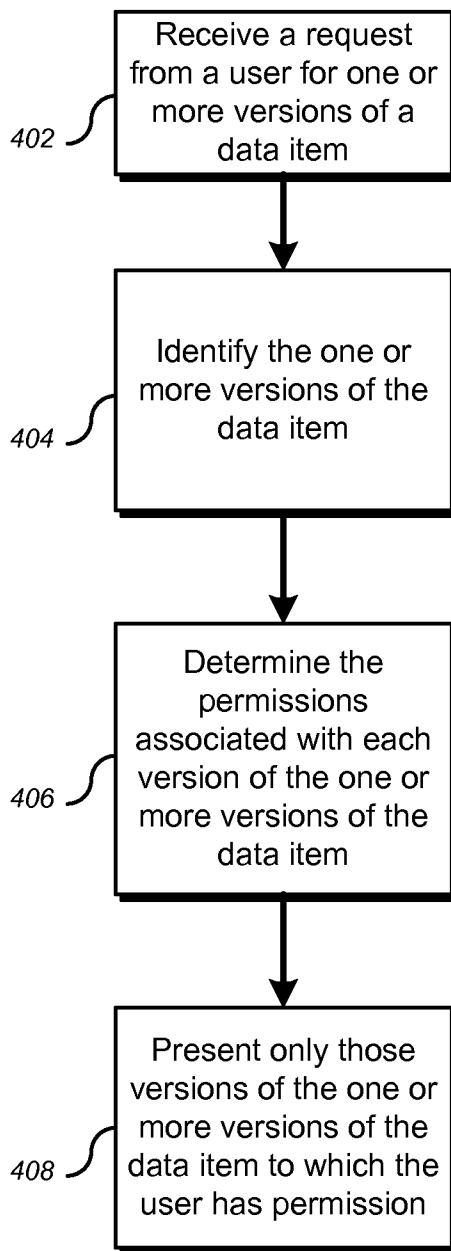 Receive a request
from a user for one or
more versions of a
data item
402
Identify the one or
more versions of the
data item
404
Determine the
permissions
associated with each
version of the one or
more versions of the
data item
406
Present only those
versions of the one or
more versions of the
data item to which the
user has permission
408